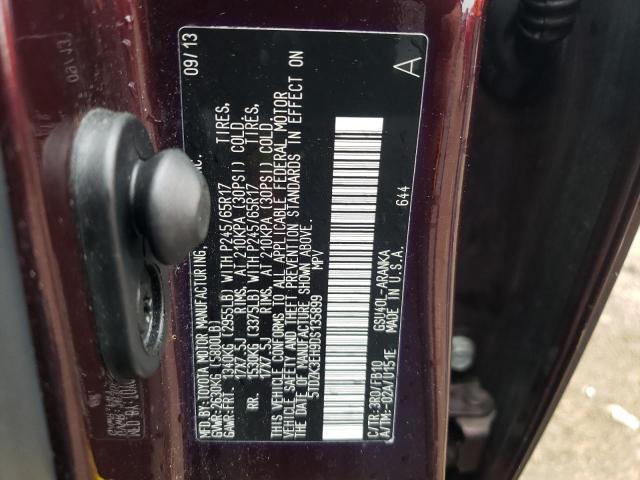 09/13
MFD.BY: TOYOTA MOTOR
INC.
GVWR: 2630KG (5800LB)
GAWR:FRT. 1340KG (2955LB) WITH P245/65R17 TIRES,
17X7.5J RIMS, AT 210KPA (30PSI) COLD.
RR. 1530KG (3375LB) WITH P245/65R17 TIRES,
17X7.5J RIMS, AT 210KPA (30PSI) COLD.
THIS VEHICLE CONFORMS TO ALL APPLICABLE FEDERAL MOTOR
VEHICLE SAFETY AND THEFT PREVENTION STANDARDS IN EFFECT ON
THE DATE OF MANUFACTURE SHOWN ABOVE.
5TDZK3EH9DS135899 MPV
A
644
C/TR:3R0/FB10 GSU40L-ARANKA
A/TM:-02A/U151E MADE IN U.S.A.